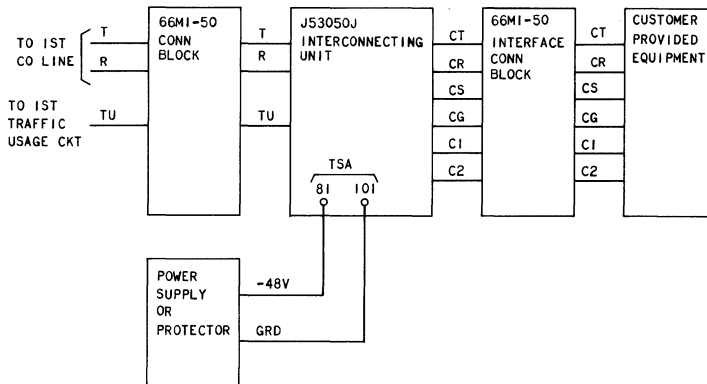 66M1-50
CONN
BLOCK
J53050J
INTERCONNECTING
UNIT
66M1-50
INTERFACE
CONN
BLOCK
CUSTOMER
PROVIDED
EQUIPMENT
TO 1ST
CO LINE
T
R
T
R
CT
CR
CS
CG
C1
C2
CT
CR
CS
CG
C1
C2
TO 1ST
TRAFFIC
USAGE CKT
TU
TU
TSA
81 101
POWER
SUPPLY
OR
PROTECTOR
-48V
GRD